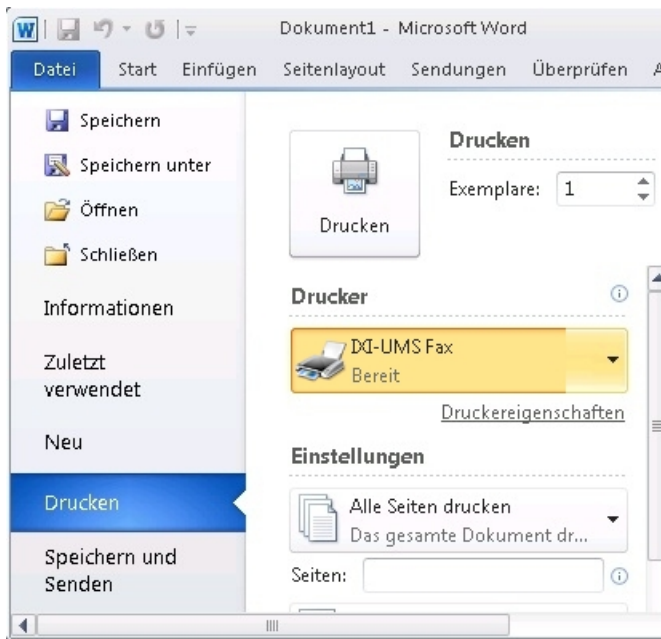 Dokument1 - Microsoft Word
Datei Start Einfügen Seitenlayout Sendungen Überprüfen A
Speichern
Speichern unter
Öffnen
Schließen
Informationen
Zuletzt
verwendet
Neu
Drucken
Speichern und
Senden
Drucken
Drucken
Exemplare: 1
Drucker
IXI-UMS Fax
Bereit
Druckereigenschaften
Einstellungen
Alle Seiten drucken
Das gesamte Dokument dr...
Seiten: